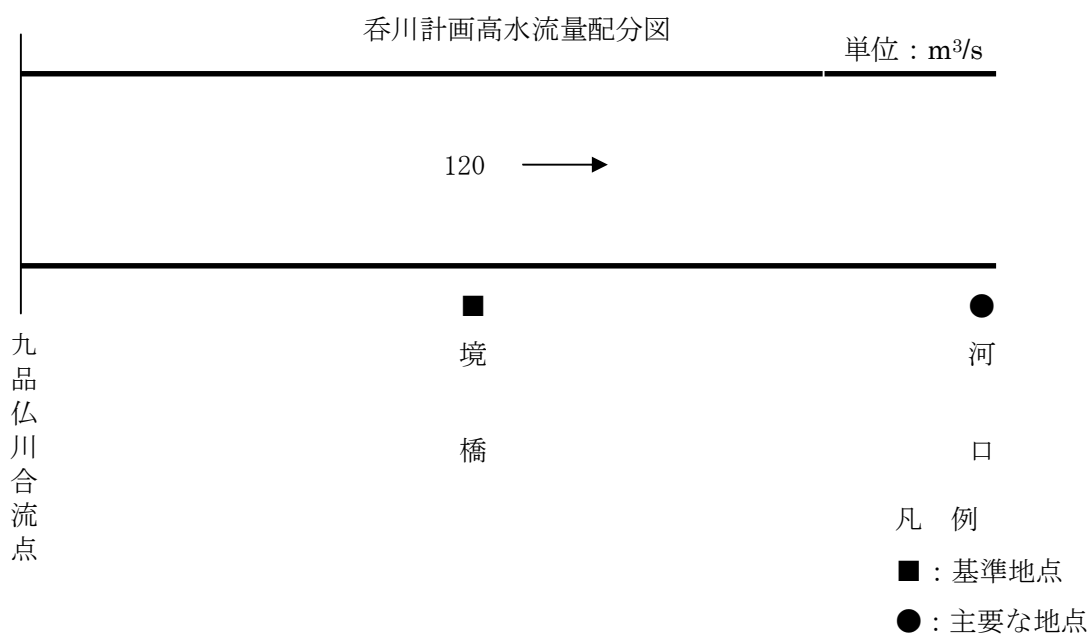 呑川計画高水流量配分図
単位：m³/s
120
九品仏川合流点
■
境橋
●
河口
凡 例
■：基準地点
●：主要な地点